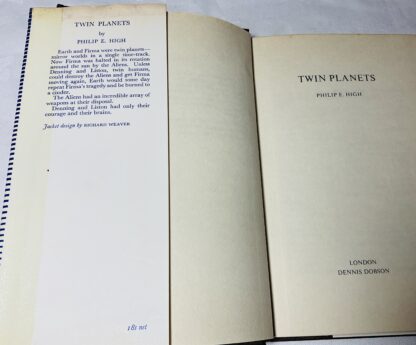 TWIN PLANETS
by
PHILIP E. HIGH
Earth and Firma were twin planets—
mirror worlds in a single time-track.
Now Firma was halted in its rotation
around the sun by the Aliens. Unless
Denning and Liston, twin humans,
could destroy the Aliens and get Firma
moving again, Earth would some day
repeat Firma's tragedy and be burned to
a cinder.
The Aliens had an incredible array of
weapons at their disposal.
Denning and Liston had only their
courage and their brains.
Jacket design by RICHARD WEAVER
18s net
TWIN PLANETS
PHILIP E. HIGH
LONDON
DENNIS DOBSON